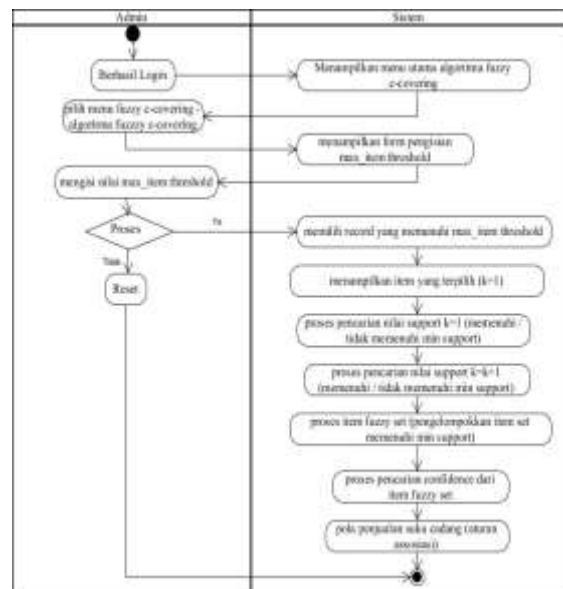 Admin
Sistem
Berhasil Login
Menampilkan menu utama algoritma fuzzy
c-covering
pilih menu fuzzy c-covering -
algoritma fuzzy c-covering
menampilkan form pengisian
max_item threshold
mengisi nilai max_item threshold
Proses
Ya
memilih record yang memenuhi max_item threshold
Tidak
Reset
menampilkan item yang terpilih (k=1)
proses pencarian nilai support k=1 (memenuhi /
tidak memenuhi min support)
proses pencarian nilai support k=k+1
(memenuhi / tidak memenuhi min support)
proses item fuzzy set (pengelompokkan item set
memenuhi min support)
proses pencarian confidence dari
item fuzzy set
pola penjualan suku cadang (aturan
assosiasi)